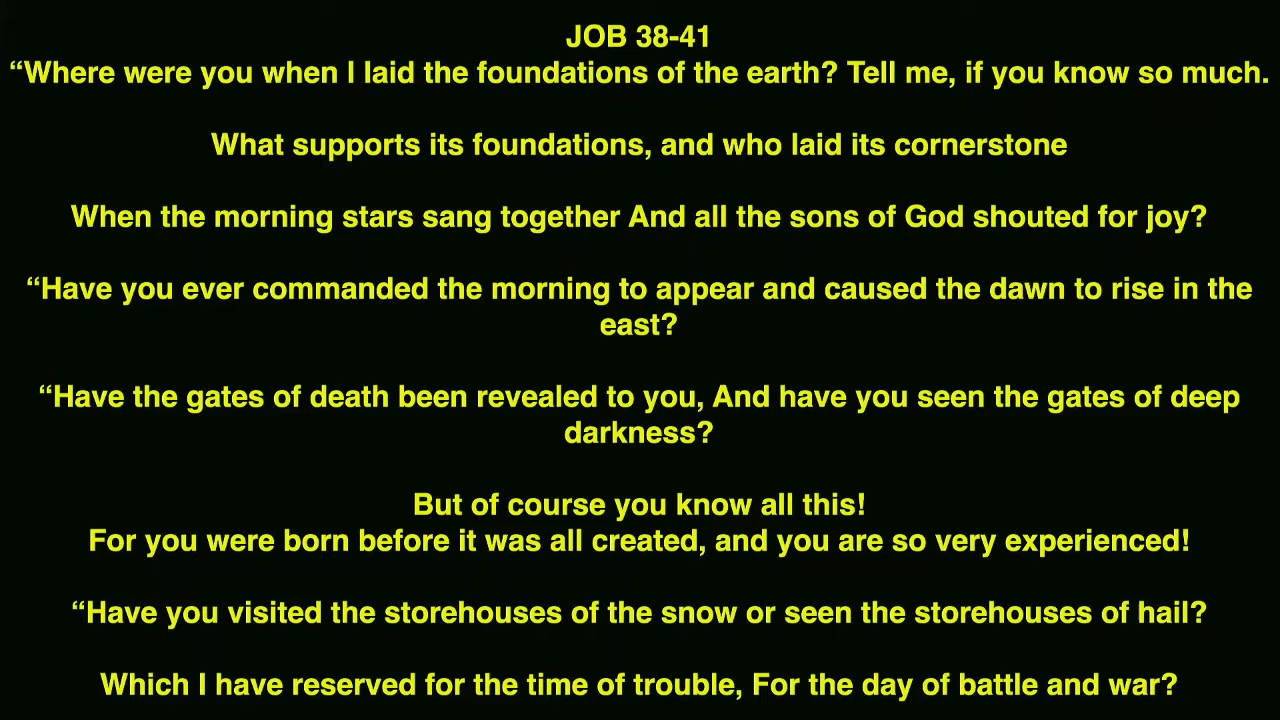 JOB 38-41
“Where were you when I laid the foundations of the earth? Tell me, if you know so much.
What supports its foundations, and who laid its cornerstone
When the morning stars sang together And all the sons of God shouted for joy?
“Have you ever commanded the morning to appear and caused the dawn to rise in the
east?
“Have the gates of death been revealed to you, And have you seen the gates of deep
darkness?
But of course you know all this!
For you were born before it was all created, and you are so very experienced!
“Have you visited the storehouses of the snow or seen the storehouses of hail?
Which I have reserved for the time of trouble, For the day of battle and war?